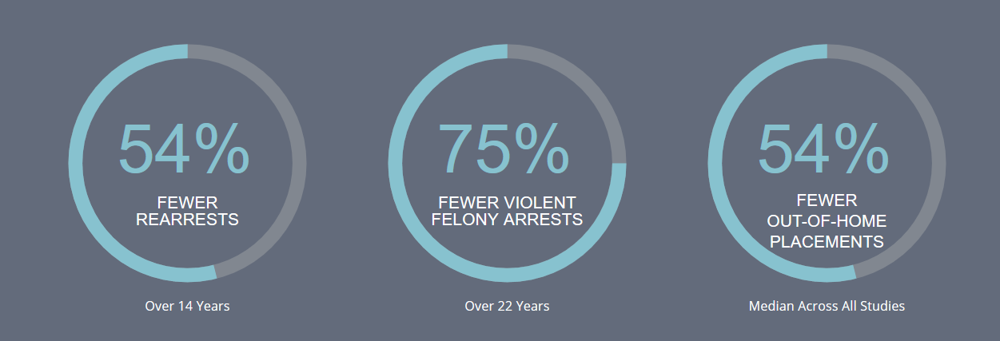 54%
FEWER
REARRESTS
Over 14 Years
75%
FEWER VIOLENT
FELONY ARRESTS
Over 22 Years
54%
FEWER
OUT-OF-HOME
PLACEMENTS
Median Across All Studies